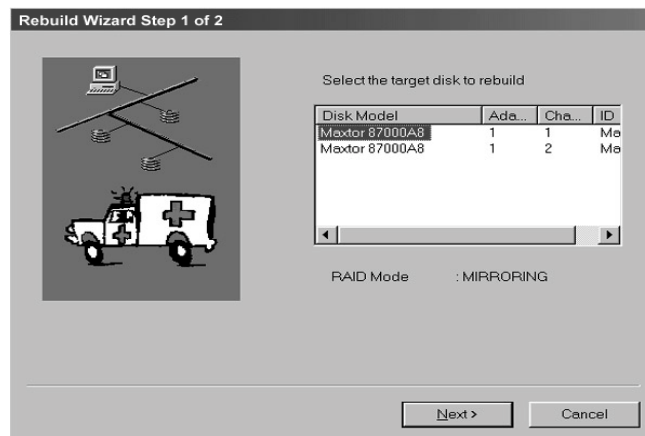 Rebuild Wizard Step 1 of 2
Select the target disk to rebuild
Disk Model Ada... Cha... ID
Maxtor 87000A8 1 1 Ma
Maxtor 87000A8 1 2 Ma
RAID Mode : MIRRORING
Next > Cancel